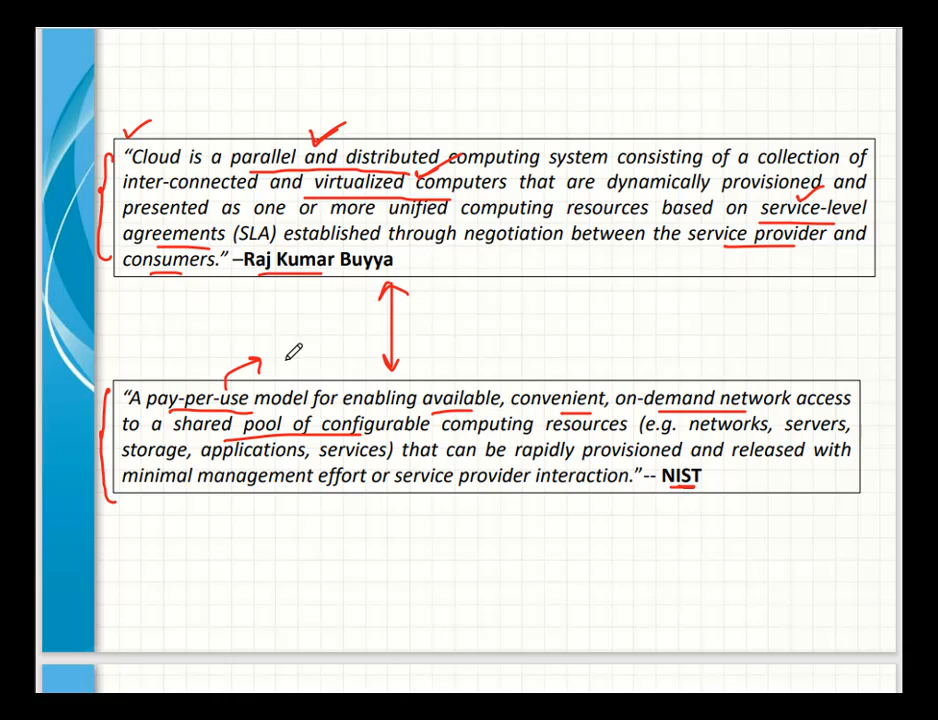 “Cloud is a parallel and distributed computing system consisting of a collection of
inter-connected and virtualized computers that are dynamically provisioned and
presented as one or more unified computing resources based on service-level
agreements (SLA) established through negotiation between the service provider and
consumers.” –Raj Kumar Buyya
“A pay-per-use model for enabling available, convenient, on-demand network access
to a shared pool of configurable computing resources (e.g. networks, servers,
storage, applications, services) that can be rapidly provisioned and released with
minimal management effort or service provider interaction.”-- NIST